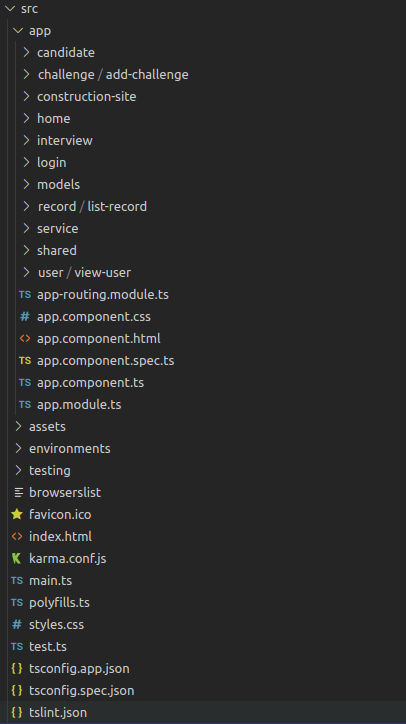 src
app
candidate
challenge / add-challenge
construction-site
home
interview
login
models
record / list-record
service
shared
user / view-user
TS app-routing.module.ts
# app.component.css
<> app.component.html
TS app.component.spec.ts
TS app.component.ts
TS app.module.ts
assets
environments
testing
browserslist
favicon.ico
<> index.html
karma.conf.js
TS main.ts
TS polyfills.ts
# styles.css
TS test.ts
{} tsconfig.app.json
{} tsconfig.spec.json
{} tslint.json